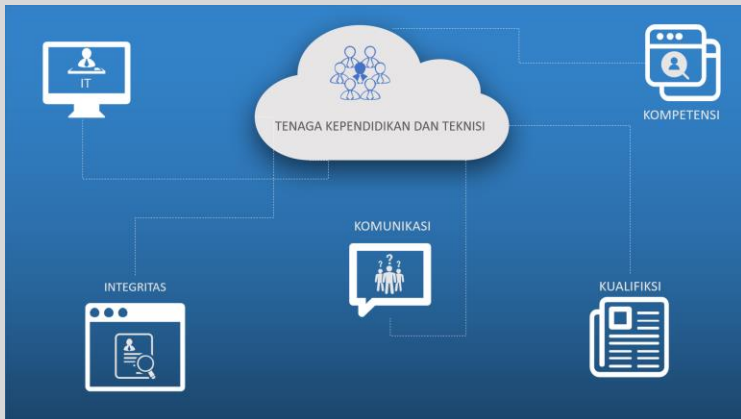 IT
TENAGA KEPENDIDIKAN DAN TEKNISI
KOMPETENSI
KOMUNIKASI
? ? ?
INTEGRITAS
KUALIFIKSI